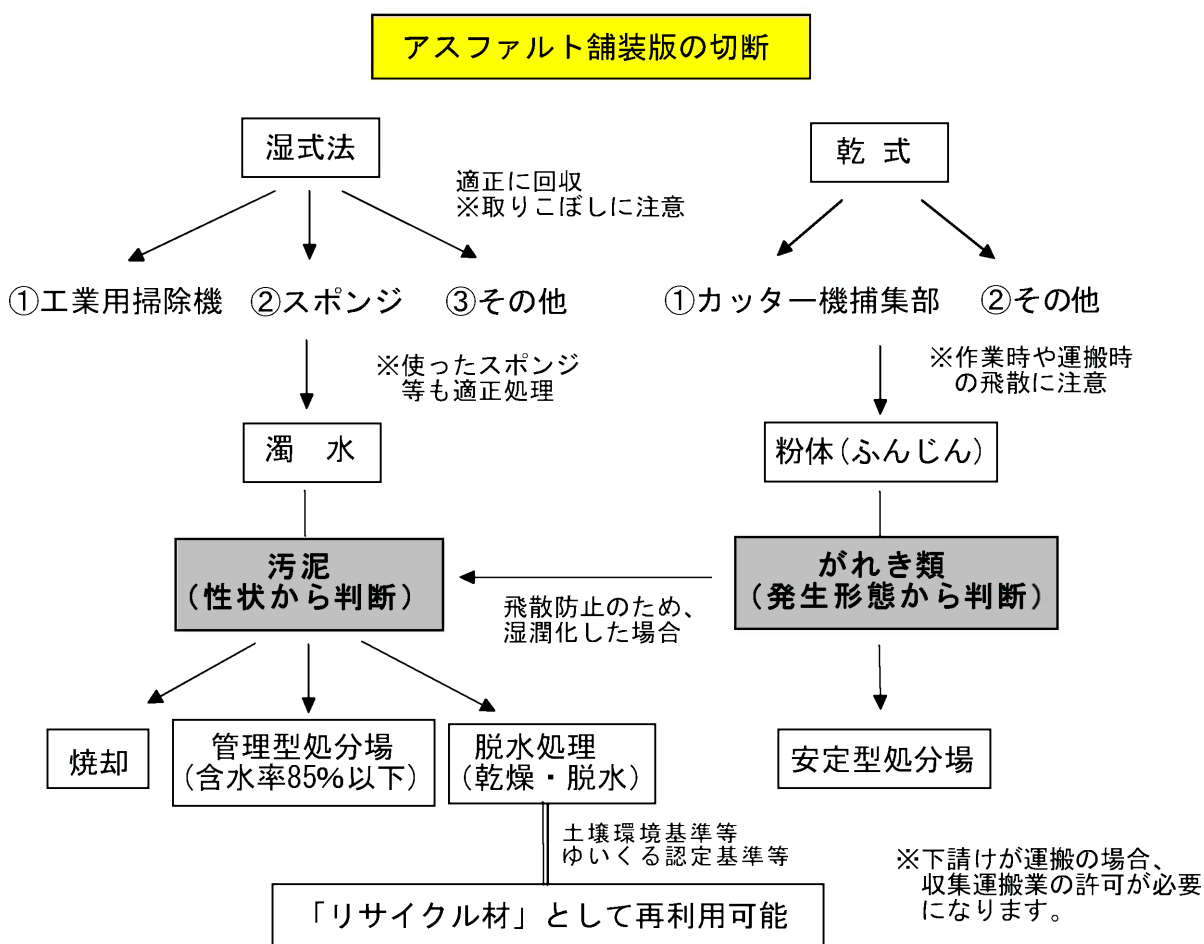 アスファルト舗装版の切断
湿式法
乾 式
適正に回収
※取りこぼしに注意
①工業用掃除機
②スポンジ
③その他
①カッター機捕集部
②その他
※使ったスポンジ
等も適正処理
※作業時や運搬時
の飛散に注意
濁 水
粉体(ふんじん)
汚泥
(性状から判断)
がれき類
(発生形態から判断)
飛散防止のため、
湿潤化した場合
焼却
管理型処分場
(含水率85%以下)
脱水処理
(乾燥・脱水)
安定型処分場
土壌環境基準等
ゆいくる認定基準等
※下請けが運搬の場合、
収集運搬業の許可が必要
になります。
「リサイクル材」として再利用可能